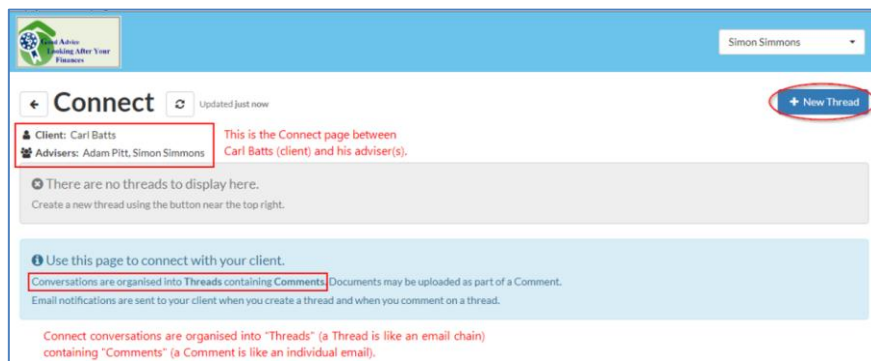 Good Advice
Looking After Your
Finances
Simon Simmons
Connect
Updated just now
+ New Thread
Client: Carl Batts
Advisers: Adam Pitt, Simon Simmons
This is the Connect page between
Carl Batts (client) and his adviser(s).
There are no threads to display here.
Create a new thread using the button near the top right.
Use this page to connect with your client.
Conversations are organised into Threads containing Comments. Documents may be uploaded as part of a Comment.
Email notifications are sent to your client when you create a thread and when you comment on a thread.
Connect conversations are organised into "Threads" (a Thread is like an email chain)
containing "Comments" (a Comment is like an individual email).